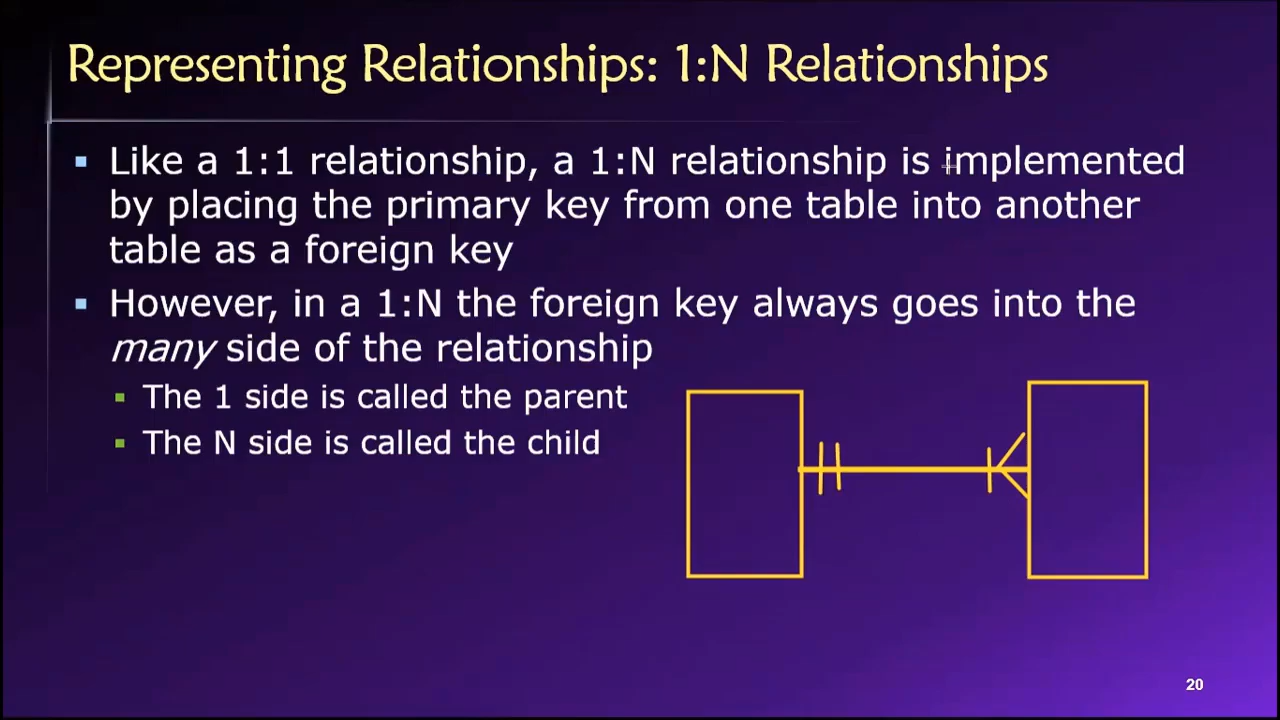 Representing Relationships: 1:N Relationships
Like a 1:1 relationship, a 1:N relationship is implemented
by placing the primary key from one table into another
table as a foreign key
However, in a 1:N the foreign key always goes into the
many side of the relationship
The 1 side is called the parent
The N side is called the child
20